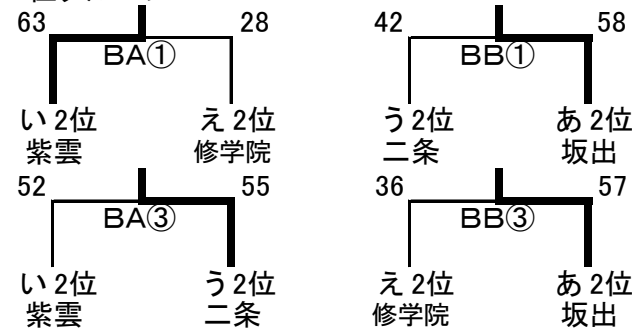 63 28 42 58
BA① BB①
い2位 え2位 う2位 あ2位
紫雲 修学院 二条 坂出
52 55 36 57
BA③ BB③
い2位 う2位 え2位 あ2位
紫雲 二条 修学院 坂出